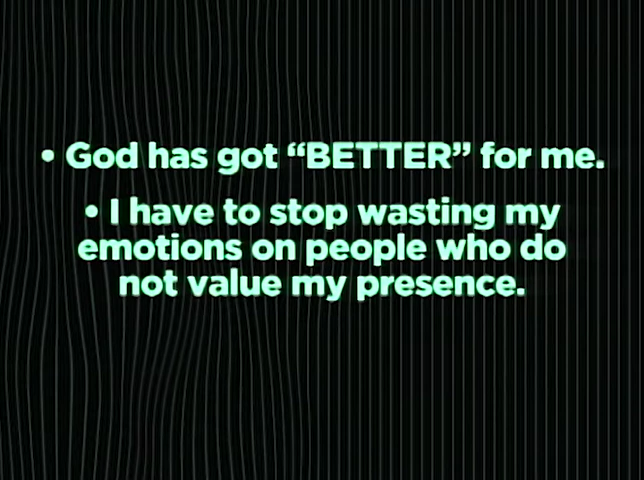 • God has got “BETTER” for me.
• I have to stop wasting my
emotions on people who do
not value my presence.